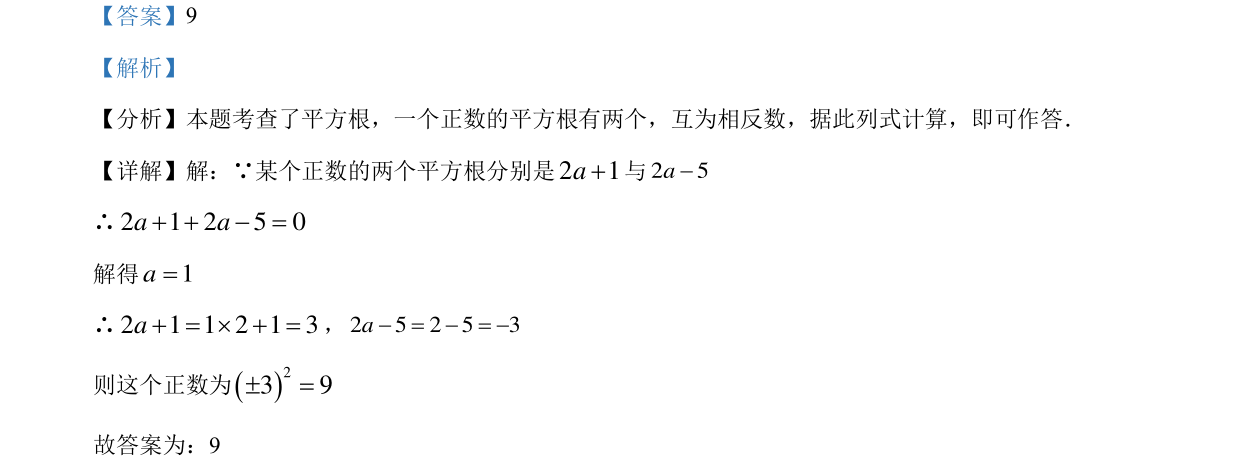 【答案】9
【解析】
【分析】本题考查了平方根，一个正数的平方根有两个，互为相反数，据此列式计算，即可作答．
【详解】解：∵某个正数的两个平方根分别是2a+1与2a−5
∴2a+1+2a−5=0
解得a=1
∴2a+1=1×2+1=3，2a−5=2−5=−3
则这个正数为(±3)²=9
故答案为：9